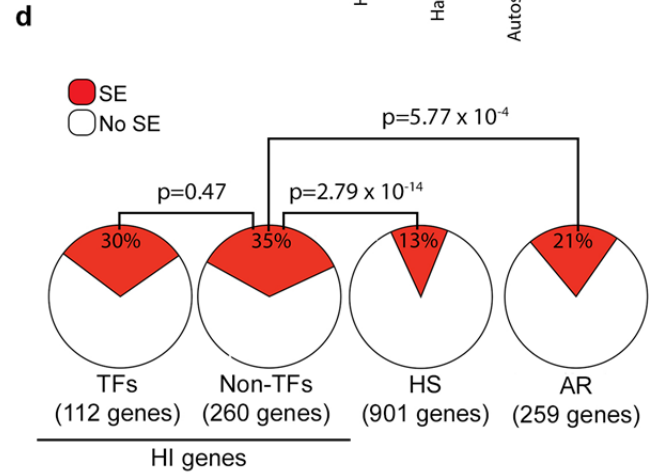 d
Autos
SE
No SE
p=5.77 x 10⁻⁴
p=0.47
p=2.79 x 10⁻¹⁴
30%
35%
13%
21%
TFs
(112 genes)
Non-TFs
(260 genes)
HS
(901 genes)
AR
(259 genes)
HI genes